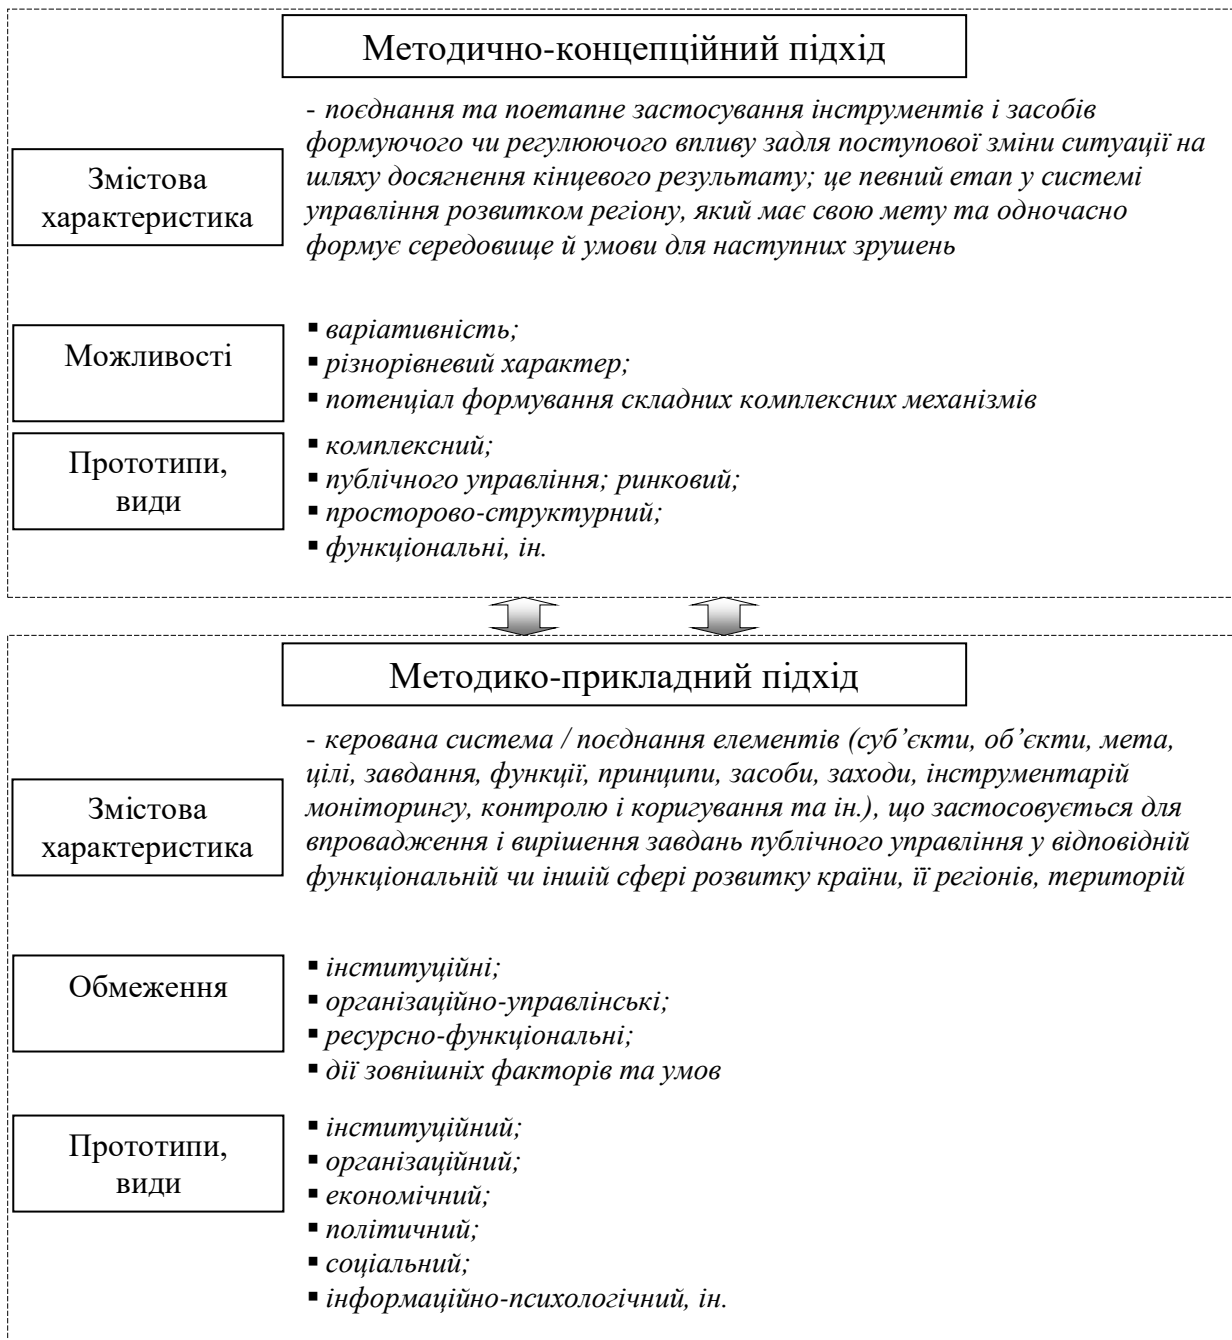 Методично-концепційний підхід
- поєднання та поетапне застосування інструментів і засобів
формуючого чи регулюючого впливу задля поступової зміни ситуації на
шляху досягнення кінцевого результату; це певний етап у системі
управління розвитком регіону, який має свою мету та одночасно
формує середовище й умови для наступних зрушень
Змістова
характеристика
Можливості
▪ варіативність;
▪ різнорівневий характер;
▪ потенціал формування складних комплексних механізмів
Прототипи,
види
▪ комплексний;
▪ публічного управління; ринковий;
▪ просторово-структурний;
▪ функціональні, ін.
Методико-прикладний підхід
- керована система / поєднання елементів (суб’єкти, об’єкти, мета,
цілі, завдання, функції, принципи, засоби, заходи, інструментарій
моніторингу, контролю і коригування та ін.), що застосовується для
впровадження і вирішення завдань публічного управління у відповідній
функціональній чи іншій сфері розвитку країни, її регіонів, територій
Змістова
характеристика
Обмеження
▪ інституційні;
▪ організаційно-управлінські;
▪ ресурсно-функціональні;
▪ дії зовнішніх факторів та умов
Прототипи,
види
▪ інституційний;
▪ організаційний;
▪ економічний;
▪ політичний;
▪ соціальний;
▪ інформаційно-психологічний, ін.